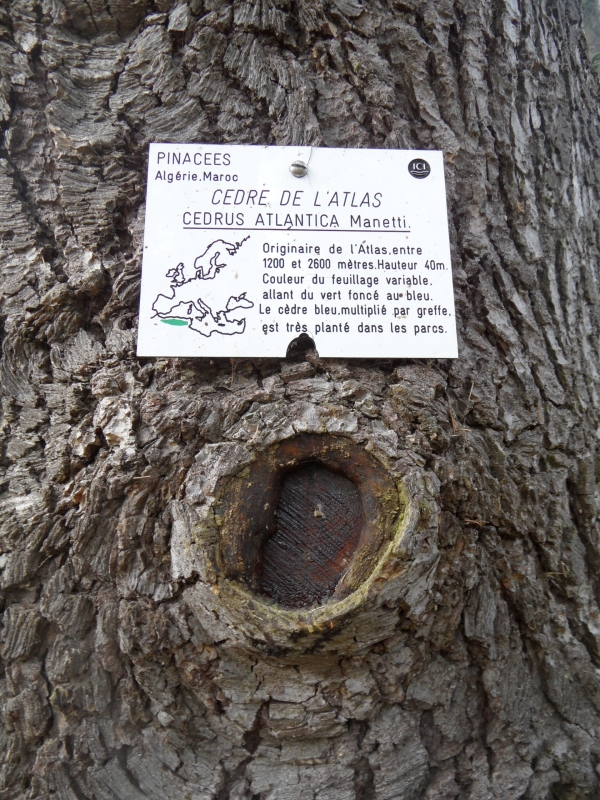 PINACEES
Algérie.Maroc
ICI
CEDRE DE L'ATLAS
CEDRUS ATLANTICA Manetti.
Originaire de l'Atlas,entre
1200 et 2600 mètres.Hauteur 40m.
Couleur du feuillage variable,
allant du vert foncé au bleu.
Le cèdre bleu,multiplié par greffe,
est très planté dans les parcs.